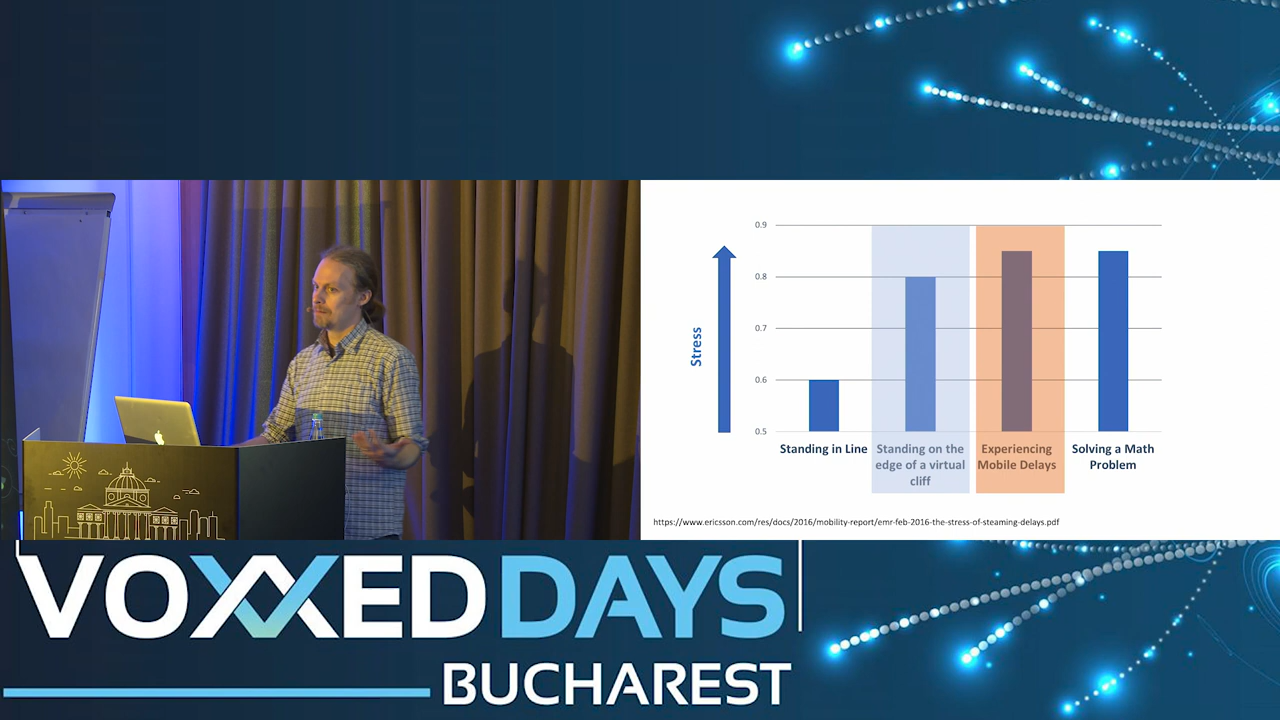 0.9
0.8
0.7
0.6
0.5
Stress
Standing in Line
Standing on the
edge of a virtual
cliff
Experiencing
Mobile Delays
Solving a Math
Problem
https://www.ericsson.com/res/docs/2016/mobility-report/emr-feb-2016-the-stress-of-steaming-delays.pdf
VOXXED DAYS
BUCHAREST